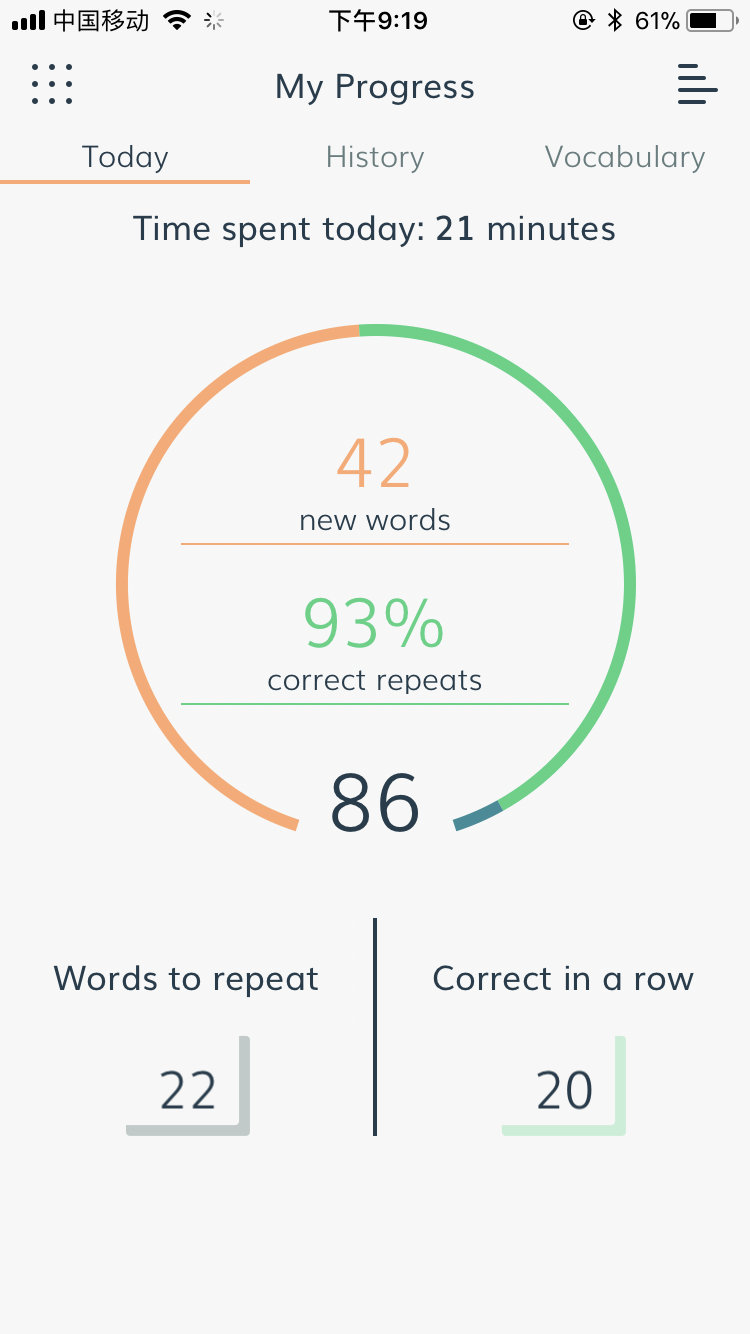 中国移动 下午9:19 61%
My Progress
Today History Vocabulary
Time spent today: 21 minutes
42
new words
93%
correct repeats
86
Words to repeat Correct in a row
22 20